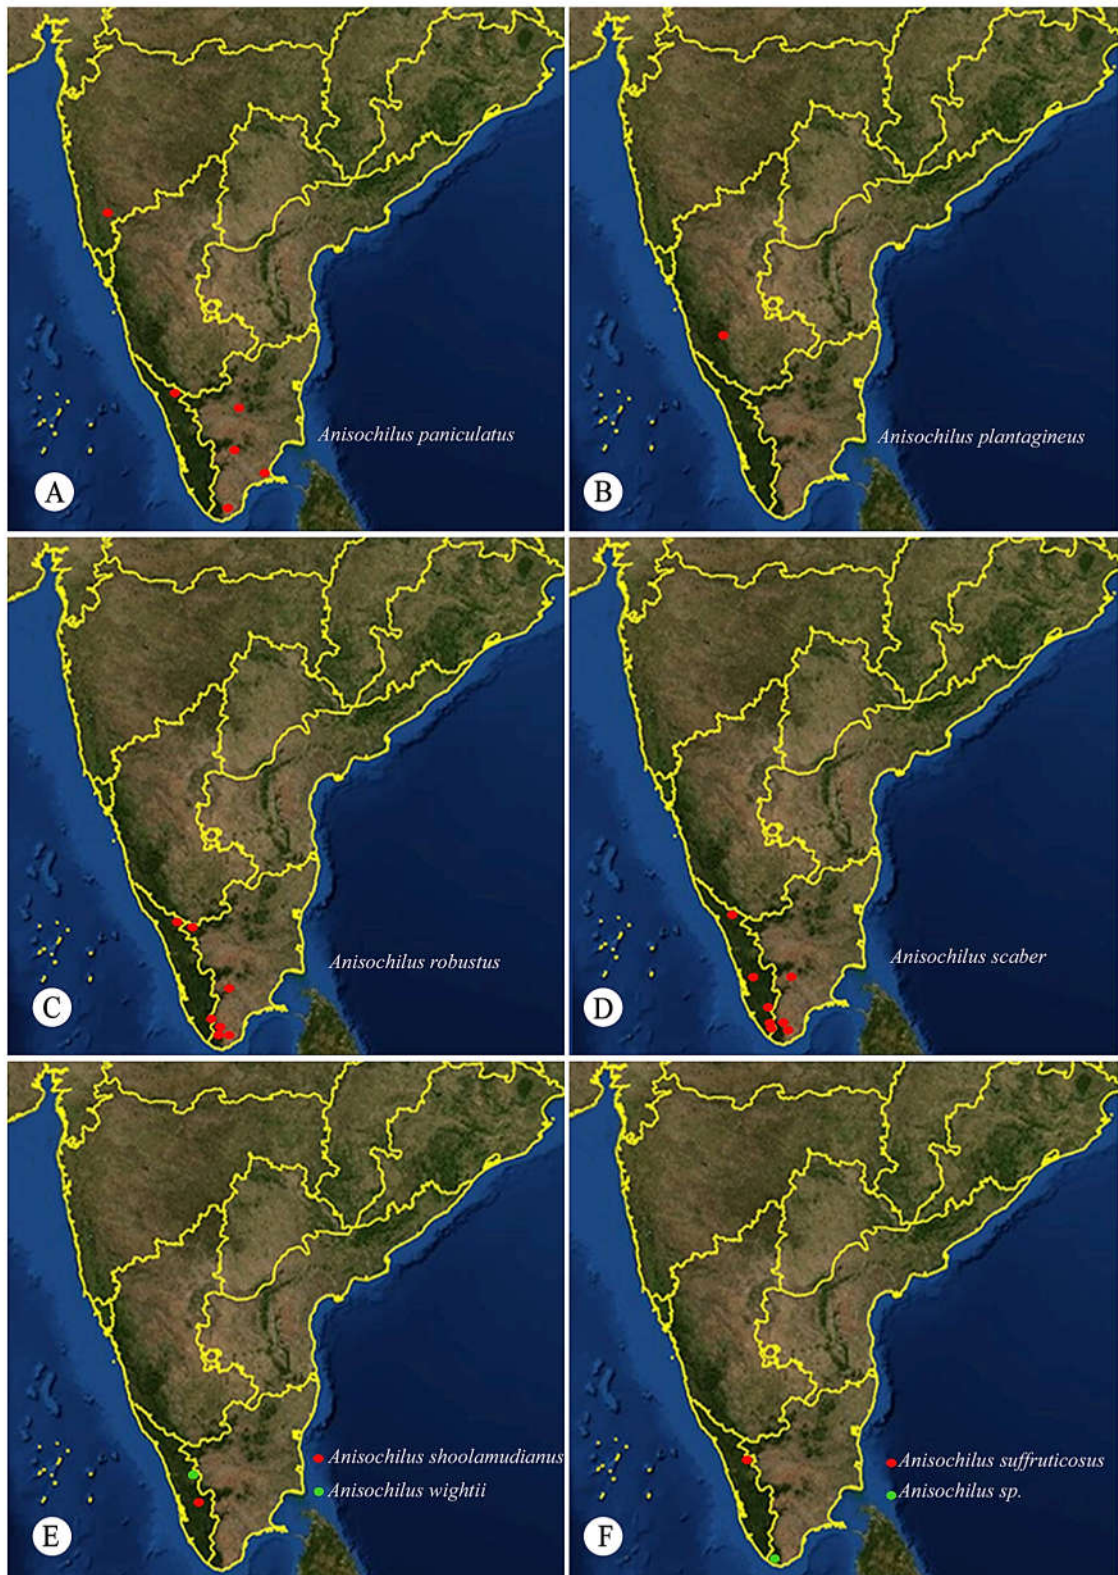 Anisochilus paniculatus
A
Anisochilus plantagineus
B
Anisochilus robustus
C
Anisochilus scaber
D
Anisochilus shoolamudianus
Anisochilus wightii
E
Anisochilus suffruticosus
Anisochilus sp.
F